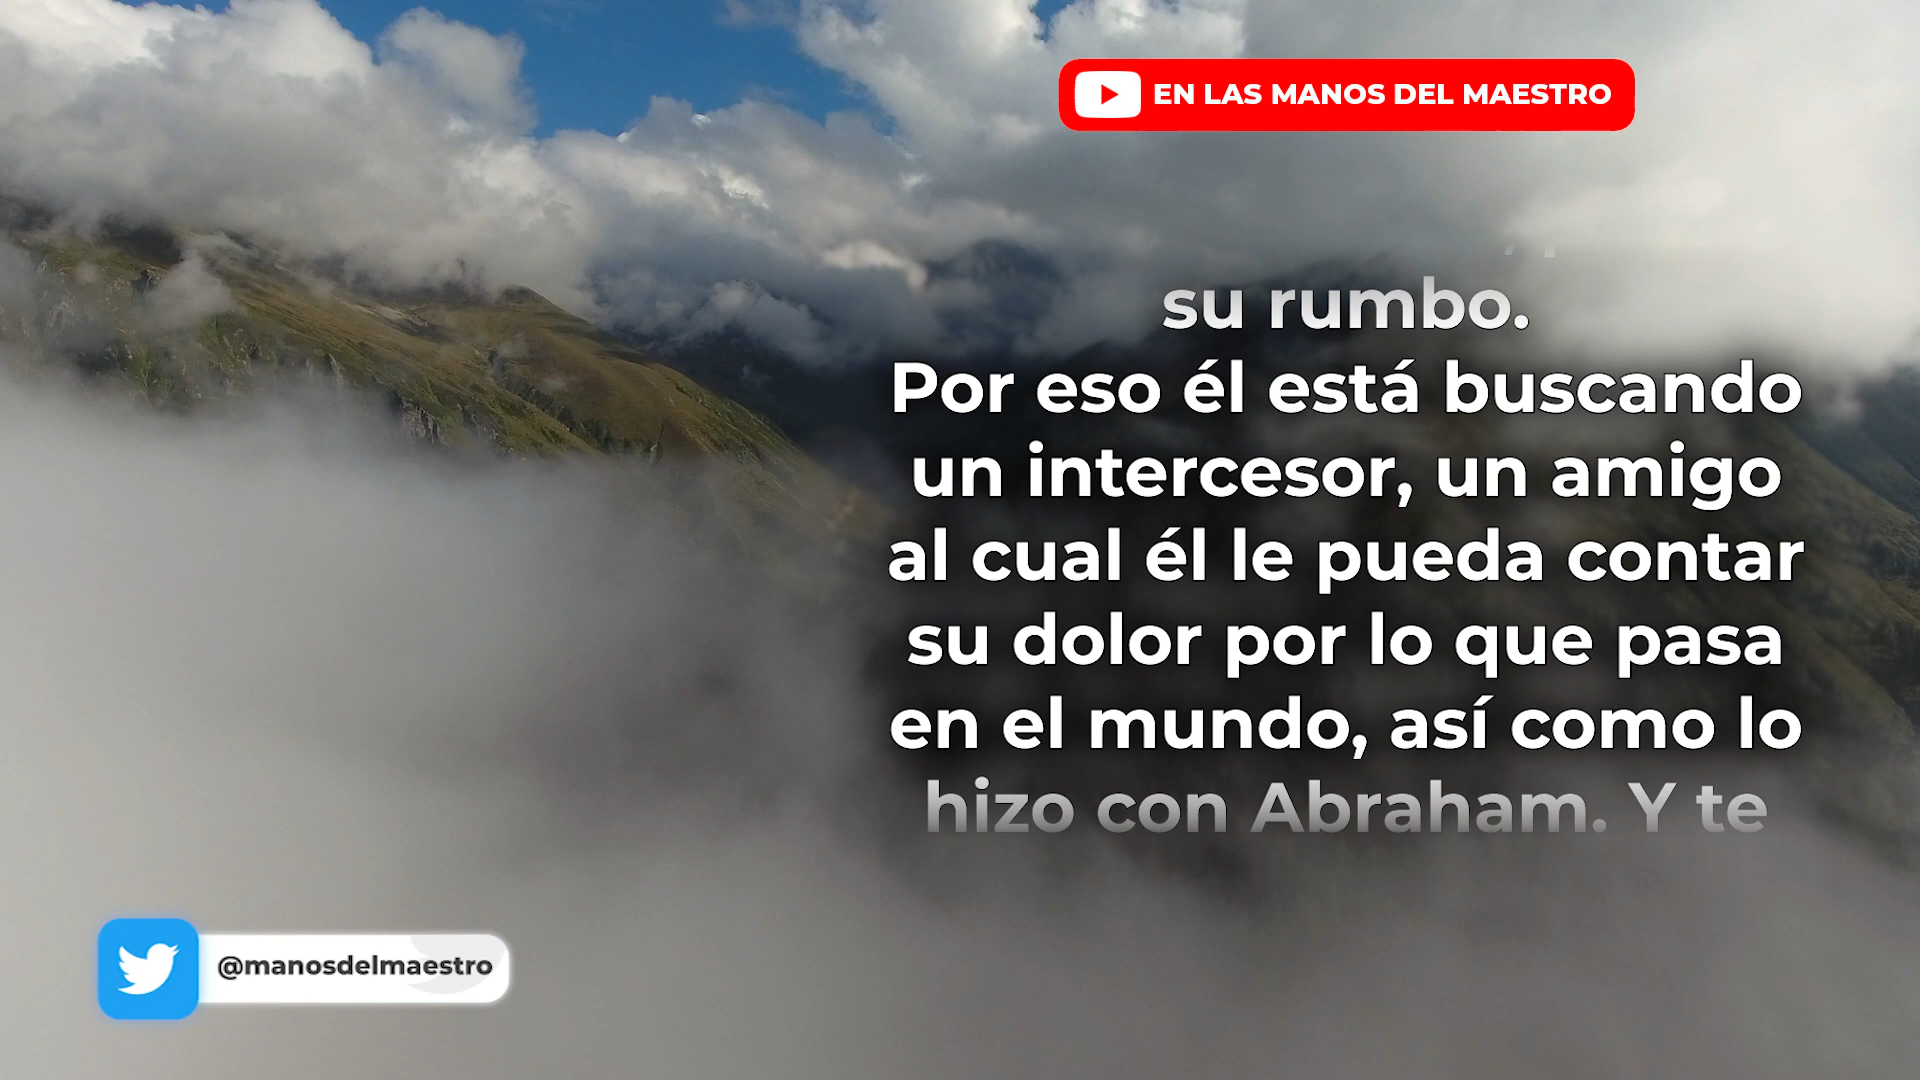 EN LAS MANOS DEL MAESTRO
su rumbo.
Por eso él está buscando
un intercesor, un amigo
al cual él le pueda contar
su dolor por lo que pasa
en el mundo, así como lo
hizo con Abraham. Y te
@manosdelmaestro